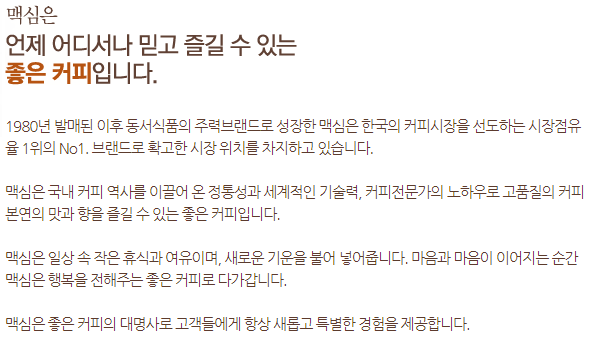 맥심은
언제 어디서나 믿고 즐길 수 있는
좋은 커피입니다.
1980년 발매된 이후 동서식품의 주력브랜드로 성장한 맥심은 한국의 커피시장을 선도하는 시장점유
율 1위의 No1. 브랜드로 확고한 시장 위치를 차지하고 있습니다.
맥심은 국내 커피 역사를 이끌어 온 정통성과 세계적인 기술력, 커피전문가의 노하우로 고품질의 커피
본연의 맛과 향을 즐길 수 있는 좋은 커피입니다.
맥심은 일상 속 작은 휴식과 여유이며, 새로운 기운을 불어 넣어줍니다. 마음과 마음이 이어지는 순간
맥심은 행복을 전해주는 좋은 커피로 다가갑니다.
맥심은 좋은 커피의 대명사로 고객들에게 항상 새롭고 특별한 경험을 제공합니다.